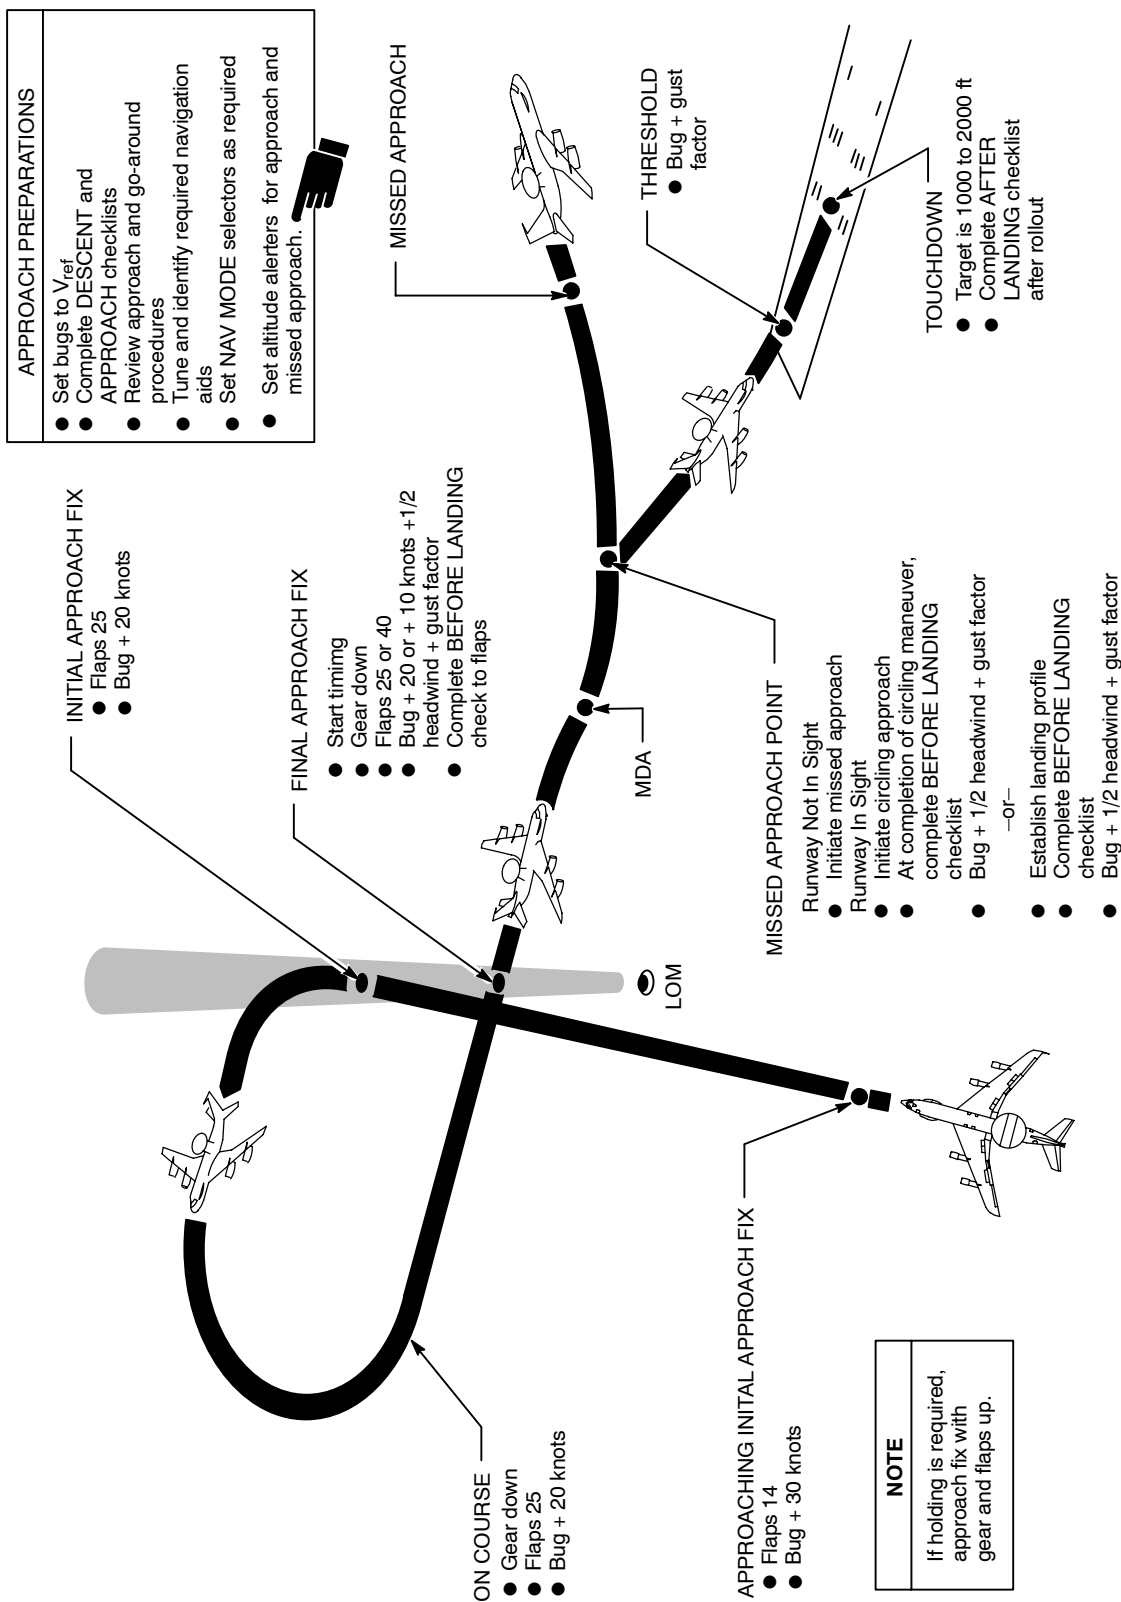 APPROACH PREPARATIONS
● Set bugs to Vref
● Complete DESCENT and
APPROACH checklists
● Review approach and go-around
procedures
● Tune and identify required navigation
aids
● Set NAV MODE selectors as required
● Set altitude alerters for approach and
missed approach.
INITIAL APPROACH FIX
● Flaps 25
● Bug + 20 knots
FINAL APPROACH FIX
● Start timimg
● Gear down
● Flaps 25 or 40
● Bug + 20 or + 10 knots +1/2
headwind + gust factor
● Complete BEFORE LANDING
check to flaps
MISSED APPROACH
THRESHOLD
● Bug + gust
factor
TOUCHDOWN
● Target is 1000 to 2000 ft
● Complete AFTER
LANDING checklist
after rollout
MDA
LOM
MISSED APPROACH POINT
Runway Not In Sight
● Initiate missed approach
Runway In Sight
● Initiate circling approach
● At completion of circling maneuver,
complete BEFORE LANDING
checklist
● Bug + 1/2 headwind + gust factor
–or–
● Establish landing profile
● Complete BEFORE LANDING
checklist
● Bug + 1/2 headwind + gust factor
ON COURSE
● Gear down
● Flaps 25
● Bug + 20 knots
APPROACHING INITAL APPROACH FIX
● Flaps 14
● Bug + 30 knots
NOTE
If holding is required,
approach fix with
gear and flaps up.